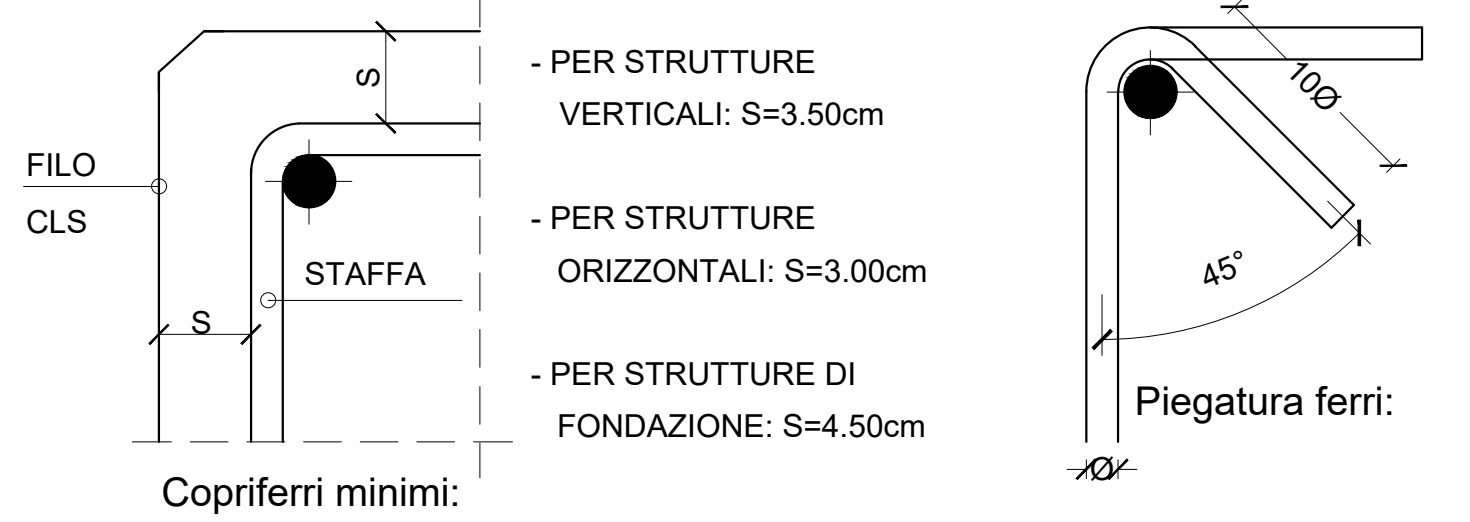 S
FILO
CLS
STAFFA
S
Copriferri minimi:
- PER STRUTTURE
VERTICALI: S=3.50cm
- PER STRUTTURE
ORIZZONTALI: S=3.00cm
- PER STRUTTURE DI
FONDAZIONE: S=4.50cm
10Ø
45°
Piegatura ferri:
Ø